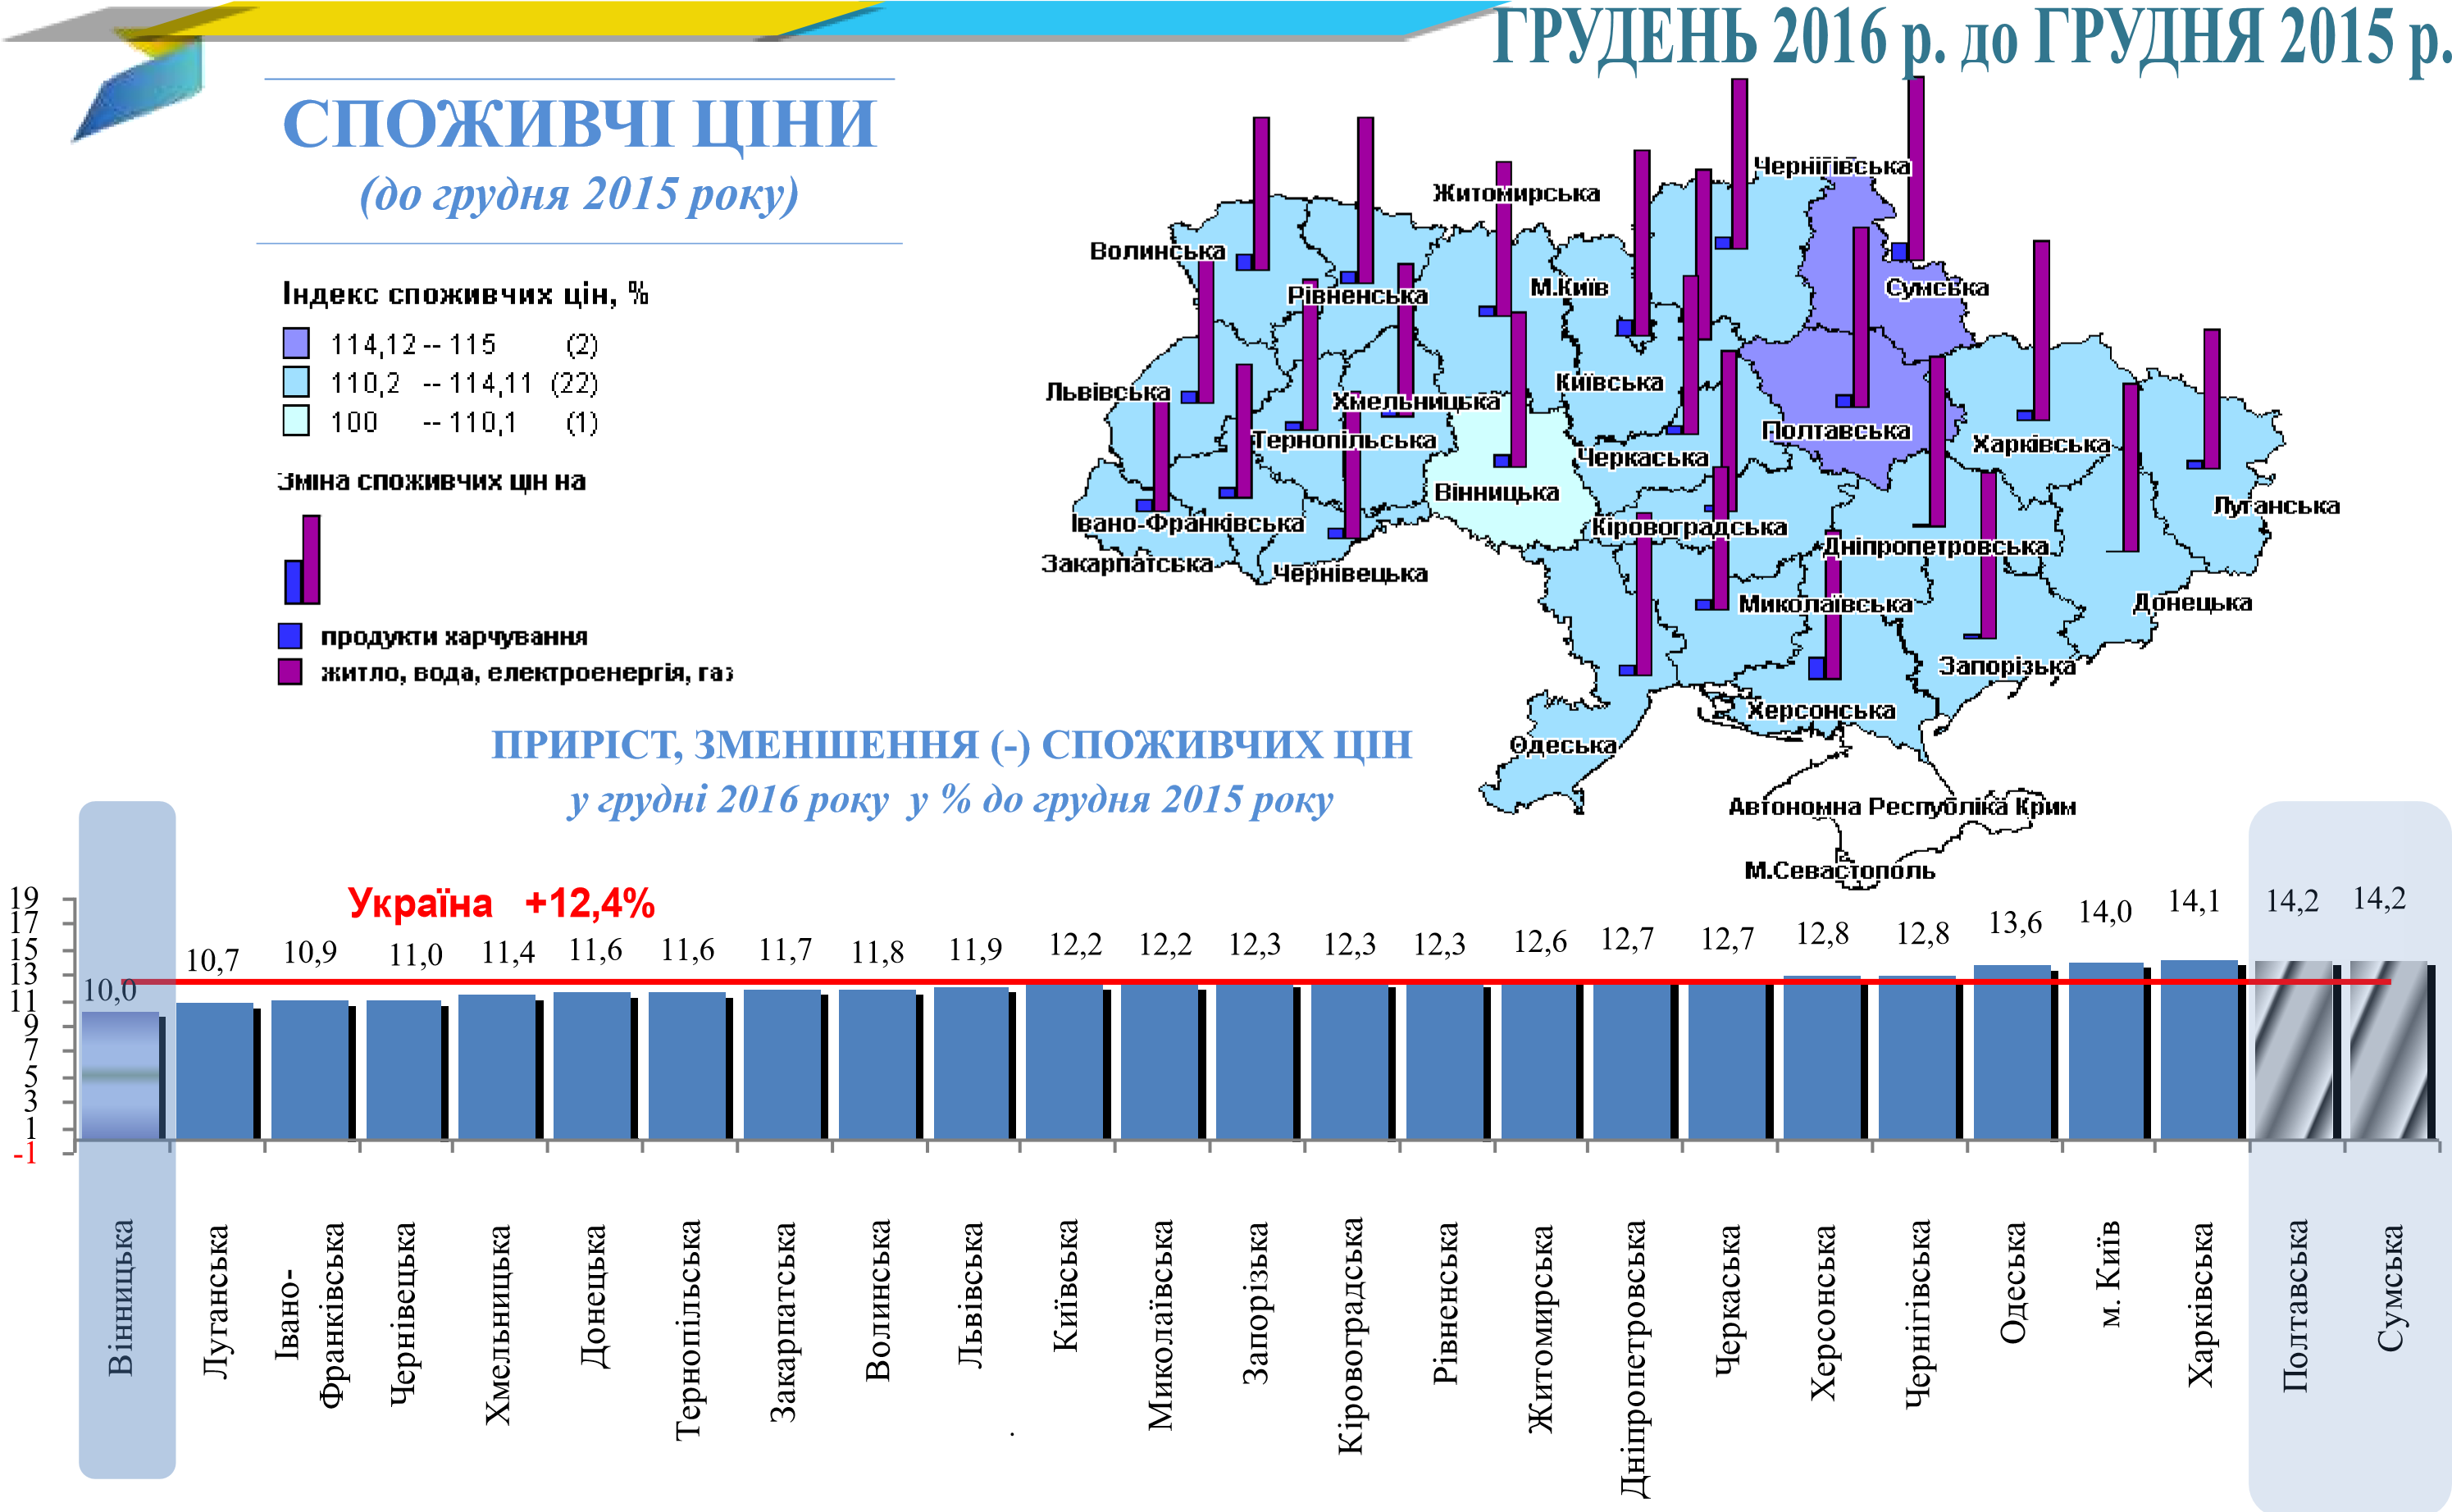 ГРУДЕНЬ 2016 р. до ГРУДНЯ 2015 р.
СПОЖИВЧІ ЦІНИ
(до грудня 2015 року)
Індекс споживчих цін, %
114,12 -- 115 (2)
110,2 -- 114,11 (22)
100 -- 110,1 (1)
Зміна споживчих цін на
продукти харчування
житло, вода, електроенергія, газ
Чернігівська
Житомирська
Волинська
Рівненська
М.Київ
Сумська
Львівська
Хмельницька
Київська
Тернопільська
Полтавська
Харківська
Черкаська
Вінницька
Луганська
Івано-Франківська
Кіровоградська
Дніпропетровська
Закарпатська
Чернівецька
Миколаївська
Донецька
Запорізька
Херсонська
Одеська
Автономна Республіка Крим
М.Севастополь
ПРИРІСТ, ЗМЕНШЕННЯ (-) СПОЖИВЧИХ ЦІН
у грудні 2016 року у % до грудня 2015 року
Україна +12,4%
19
17
15
13
11
9
7
5
3
1
-1
10,0
10,7
10,9
11,0
11,4
11,6
11,6
11,7
11,8
11,9
12,2
12,2
12,3
12,3
12,3
12,6
12,7
12,7
12,8
12,8
13,6
14,0
14,1
14,2
14,2
Вінницька
Луганська
Івано-
Франківська
Чернівецька
Хмельницька
Донецька
Тернопільська
Закарпатська
Волинська
Львівська
Київська
Миколаївська
Запорізька
Кіровоградська
Рівненська
Житомирська
Дніпропетровська
Черкаська
Херсонська
Чернігівська
Одеська
м. Київ
Харківська
Полтавська
Сумська
.